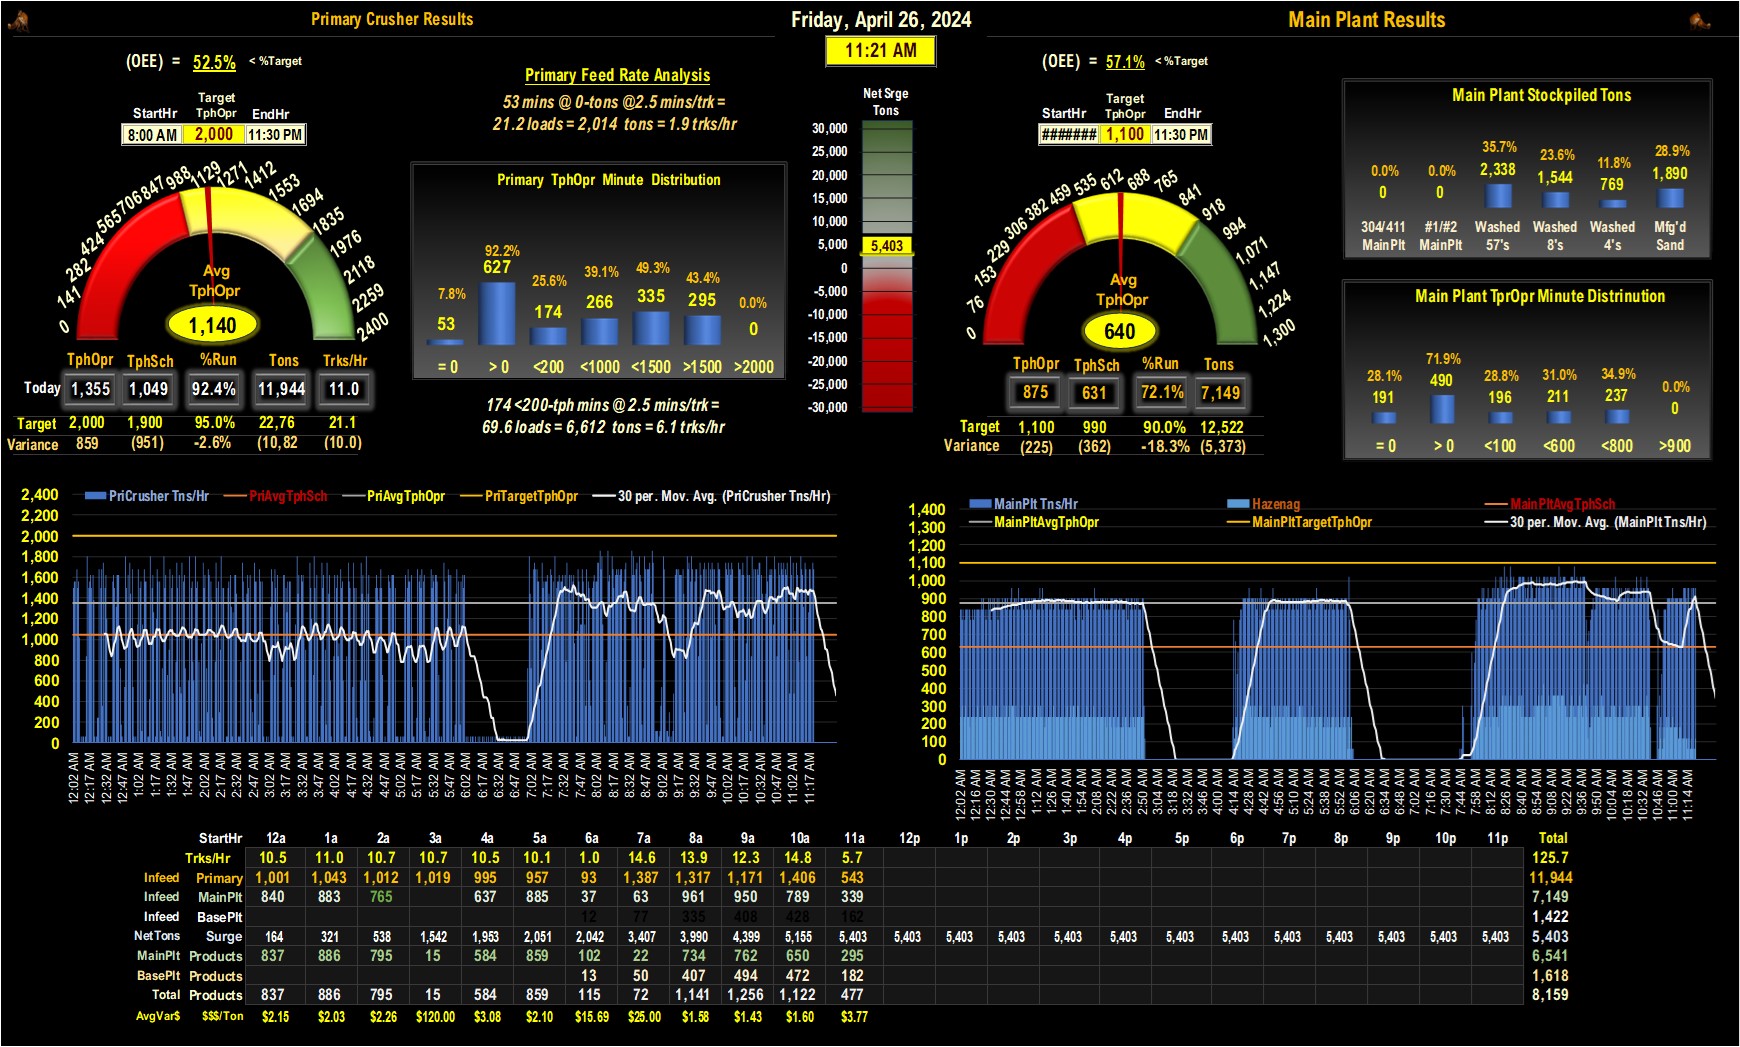 Primary Crusher Results
Friday, April 26, 2024
Main Plant Results
11:21 AM
(OEE) = 52.5% < %Target
Target
StartHr TphOpr EndHr
8:00 AM 2,000 11:30 PM
0 141 282 424 565 706 847 988 1129 1271 1412 1553 1694 1835 1976 2118 2259 2400
Avg
TphOpr
1,140
TphOpr TphSch %Run Tons Trks/Hr
Today 1,355 1,049 92.4% 11,944 11.0
Target 2,000 1,900 95.0% 22,76 21.1
Variance 859 (951) -2.6% (10,82 (10.0)
Primary Feed Rate Analysis
53 mins @ 0-tons @2.5 mins/trk =
21.2 loads = 2,014 tons = 1.9 trks/hr
Primary TphOpr Minute Distribution
7.8% 92.2% 25.6% 39.1% 49.3% 43.4% 0.0%
53 627 174 266 335 295 0
= 0 > 0 <200 <1000 <1500 >1500 >2000
174 <200-tph mins @ 2.5 mins/trk =
69.6 loads = 6,612 tons = 6.1 trks/hr
Net Srge
Tons
30,000
25,000
20,000
15,000
10,000
5,000
5,403
0
-5,000
-10,000
-15,000
-20,000
-25,000
-30,000
(OEE) = 57.1% < %Target
Target
StartHr TphOpr EndHr
####### 1,100 11:30 PM
0 76 153 229 306 382 459 535 612 688 765 841 918 994 1,071 1,147 1,224 1,300
Avg
TphOpr
640
TphOpr TphSch %Run Tons
875 631 72.1% 7,149
Target 1,100 990 90.0% 12,522
Variance (225) (362) -18.3% (5,373)
Main Plant Stockpiled Tons
0.0% 0.0% 35.7% 23.6% 11.8% 28.9%
0 0 2,338 1,544 769 1,890
304/411 #1/#2 Washed Washed Washed Mfg'd
MainPlt MainPlt 57's 8's 4's Sand
Main Plant TprOpr Minute Distrinution
28.1% 71.9% 28.8% 31.0% 34.9% 0.0%
191 490 196 211 237 0
= 0 > 0 <100 <600 <800 >900
PriCrusher Tns/Hr PriAvgTphSch PriAvgTphOpr PriTargetTphOpr 30 per. Mov. Avg. (PriCrusher Tns/Hr)
2,400
2,200
2,000
1,800
1,600
1,400
1,200
1,000
800
600
400
200
0
12:02 AM 12:17 AM 12:32 AM 12:47 AM 1:02 AM 1:17 AM 1:32 AM 1:47 AM 2:02 AM 2:17 AM 2:32 AM 2:47 AM 3:02 AM 3:17 AM 3:32 AM 3:47 AM 4:02 AM 4:17 AM 4:32 AM 4:47 AM 5:02 AM 5:17 AM 5:32 AM 5:47 AM 6:02 AM 6:17 AM 6:32 AM 6:47 AM 7:02 AM 7:17 AM 7:32 AM 7:47 AM 8:02 AM 8:17 AM 8:32 AM 8:47 AM 9:02 AM 9:17 AM 9:32 AM 9:47 AM 10:02 AM 10:17 AM 10:32 AM 10:47 AM 11:02 AM 11:17 AM
MainPlt Tns/Hr Hazenag MainPltAvgTphSch
MainPltAvgTphOpr MainPltTargetTphOpr 30 per. Mov. Avg. (MainPlt Tns/Hr)
1,400
1,300
1,200
1,100
1,000
900
800
700
600
500
400
300
200
100
0
12:02 AM 12:16 AM 12:30 AM 12:44 AM 12:58 AM 1:12 AM 1:26 AM 1:40 AM 1:54 AM 2:08 AM 2:22 AM 2:36 AM 2:50 AM 3:04 AM 3:18 AM 3:32 AM 3:46 AM 4:00 AM 4:14 AM 4:28 AM 4:42 AM 4:56 AM 5:10 AM 5:24 AM 5:38 AM 5:52 AM 6:06 AM 6:20 AM 6:34 AM 6:48 AM 7:02 AM 7:16 AM 7:30 AM 7:44 AM 7:58 AM 8:12 AM 8:26 AM 8:40 AM 8:54 AM 9:08 AM 9:22 AM 9:36 AM 9:50 AM 10:04 AM 10:18 AM 10:32 AM 10:46 AM 11:00 AM 11:14 AM
StartHr 12a 1a 2a 3a 4a 5a 6a 7a 8a 9a 10a 11a 12p 1p 2p 3p 4p 5p 6p 7p 8p 9p 10p 11p Total
Trks/Hr 10.5 11.0 10.7 10.7 10.5 10.1 1.0 14.6 13.9 12.3 14.8 5.7 125.7
Infeed Primary 1,001 1,043 1,012 1,019 995 957 93 1,387 1,317 1,171 1,406 543 11,944
Infeed MainPlt 840 883 765 637 885 37 63 961 950 789 339 7,149
Infeed BasePlt 12 77 335 408 428 162 1,422
NetTons Surge 164 321 538 1,542 1,953 2,051 2,042 3,407 3,990 4,399 5,155 5,403 5,403 5,403 5,403 5,403 5,403 5,403 5,403 5,403 5,403 5,403 5,403 5,403 5,403
MainPlt Products 837 886 795 15 584 859 102 22 734 762 650 295 6,541
BasePlt Products 13 50 407 494 472 182 1,618
Total Products 837 886 795 15 584 859 115 72 1,141 1,256 1,122 477 8,159
AvgVar$ $$$/Ton $2.15 $2.03 $2.26 $120.00 $3.08 $2.10 $15.69 $25.00 $1.58 $1.43 $1.60 $3.77